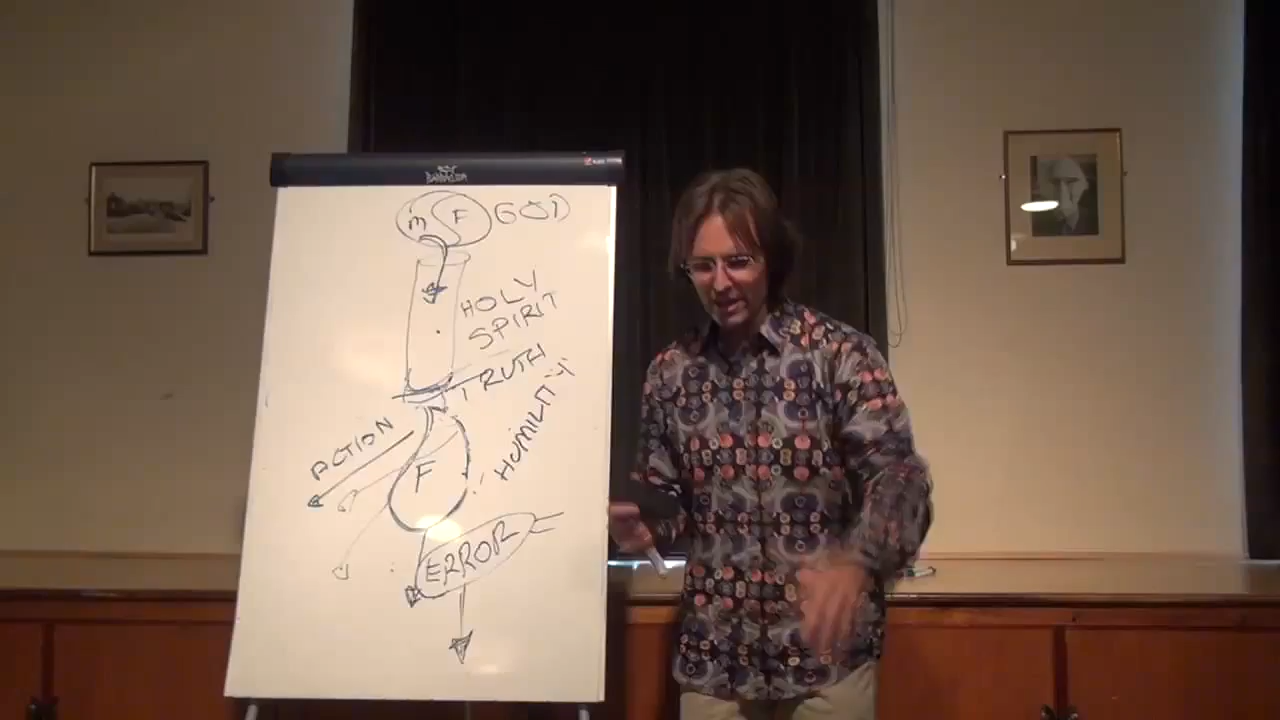 M F GOD
HOLY
SPIRIT
TRUTH
HUMILITY
ACTION
F
ERROR